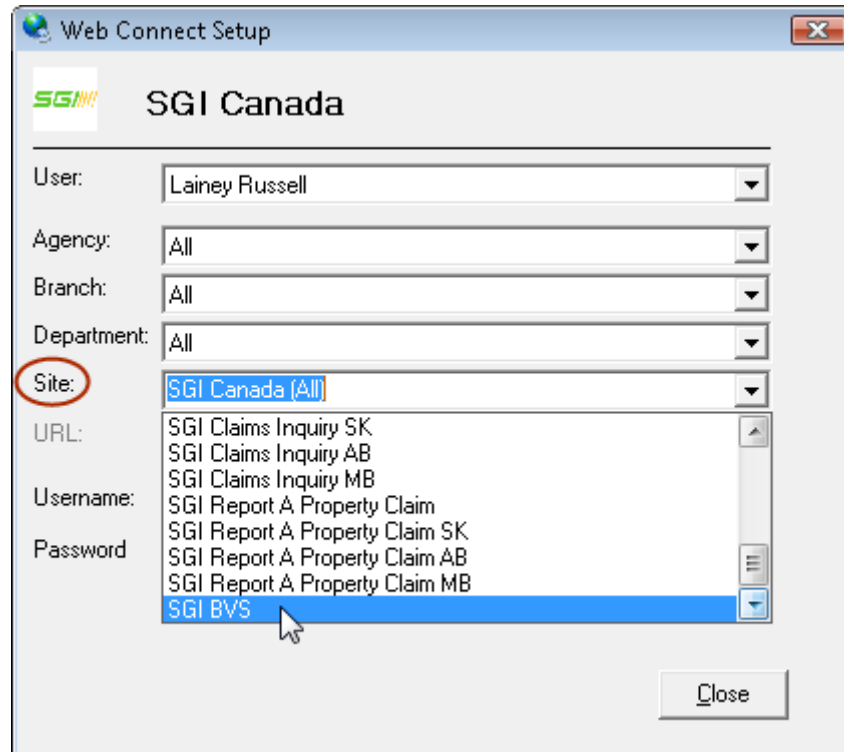 Web Connect Setup
SGI SGI Canada
User: Lainey Russell
Agency: All
Branch: All
Department: All
Site: SGI Canada (All)
URL: SGI Claims Inquiry SK
SGI Claims Inquiry AB
SGI Claims Inquiry MB
Username: SGI Report A Property Claim
SGI Report A Property Claim SK
Password SGI Report A Property Claim AB
SGI Report A Property Claim MB
SGI BVS
Close